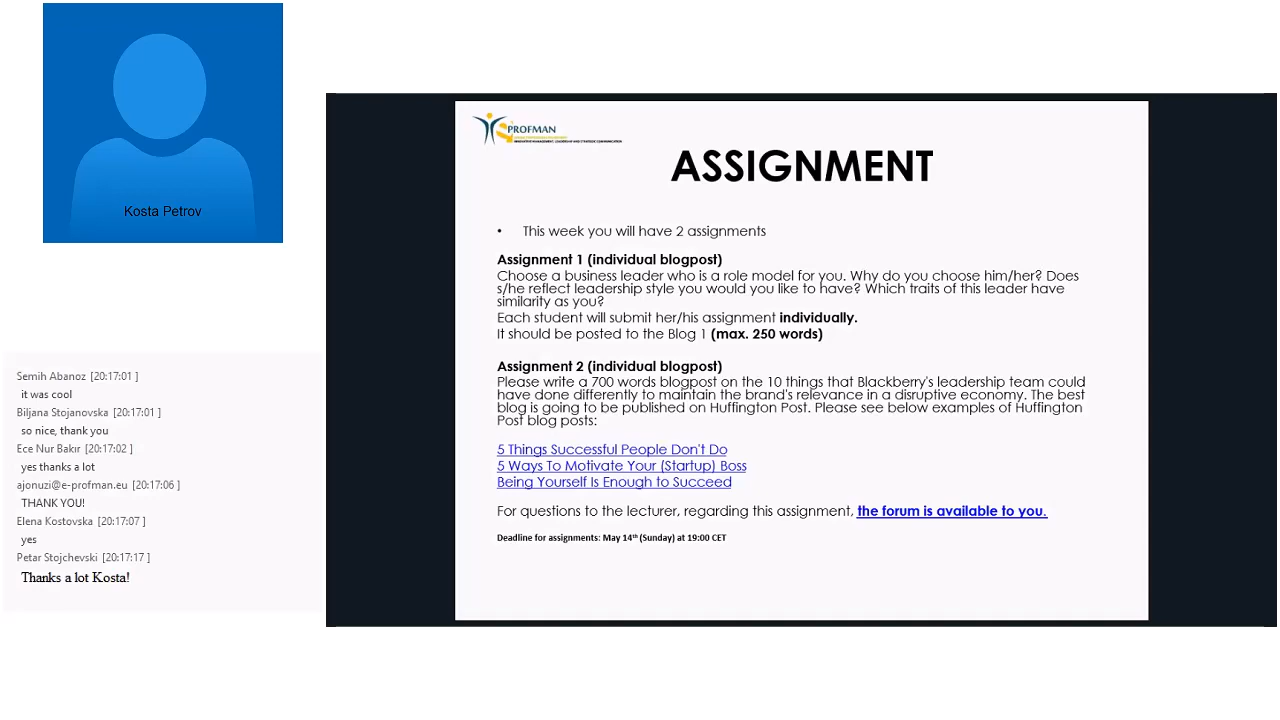 Kosta Petrov
Semih Abanoz [20:17:01 ]
it was cool
Biljana Stojanovska [20:17:01 ]
so nice, thank you
Ece Nur Bakır [20:17:02 ]
yes thanks a lot
ajonuzi@e-profman.eu [20:17:06 ]
THANK YOU!
Elena Kostovska [20:17:07 ]
yes
Petar Stojchevski [20:17:17 ]
Thanks a lot Kosta!
PROFMAN
INNOVATIVE MANAGEMENT, LEADERSHIP AND STRATEGIC COMMUNICATION
ASSIGNMENT
• This week you will have 2 assignments
Assignment 1 (individual blogpost)
Choose a business leader who is a role model for you. Why do you choose him/her? Does
s/he reflect leadership style you would you like to have? Which traits of this leader have
similarity as you?
Each student will submit her/his assignment individually.
It should be posted to the Blog 1 (max. 250 words)
Assignment 2 (individual blogpost)
Please write a 700 words blogpost on the 10 things that Blackberry's leadership team could
have done differently to maintain the brand's relevance in a disruptive economy. The best
blog is going to be published on Huffington Post. Please see below examples of Huffington
Post blog posts:
5 Things Successful People Don't Do
5 Ways To Motivate Your (Startup) Boss
Being Yourself Is Enough to Succeed
For questions to the lecturer, regarding this assignment, the forum is available to you.
Deadline for assignments: May 14th (Sunday) at 19:00 CET